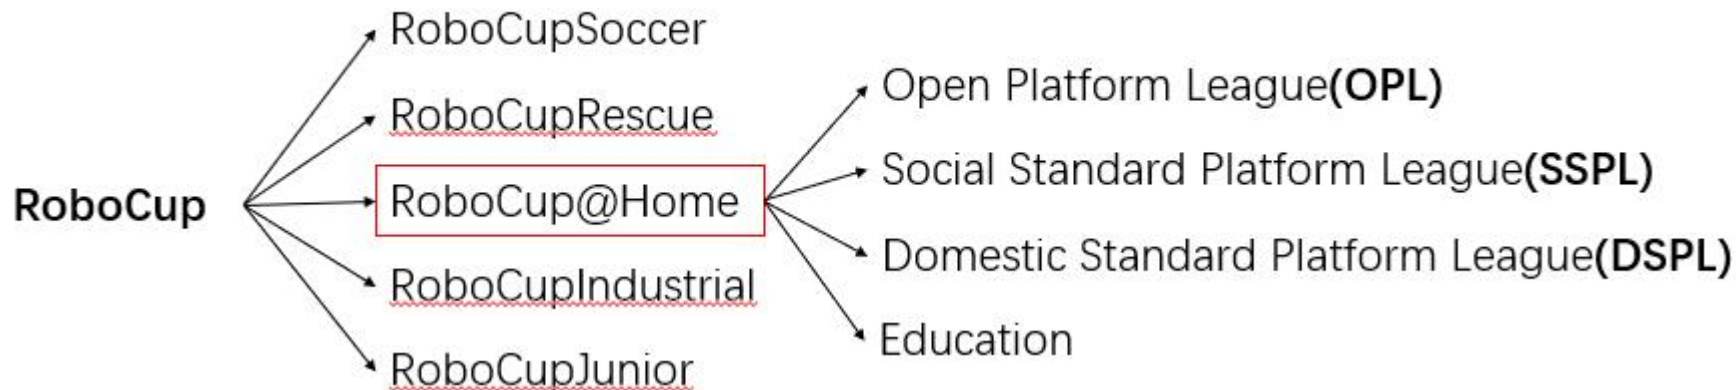 RoboCup
RoboCupSoccer
RoboCupRescue
RoboCup@Home
RoboCupIndustrial
RoboCupJunior
Open Platform League(OPL)
Social Standard Platform League(SSPL)
Domestic Standard Platform League(DSPL)
Education